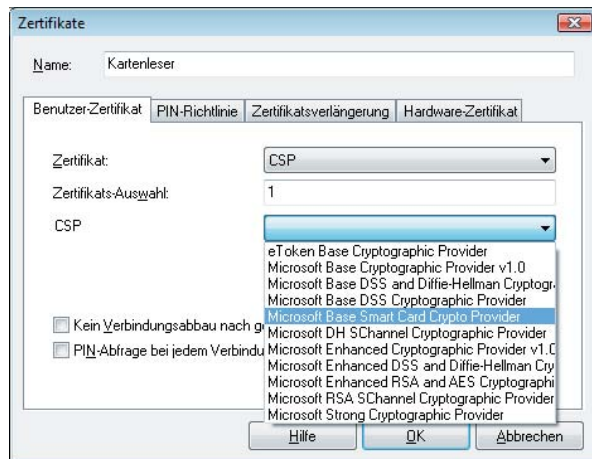 Zertifikate
Name: Kartenleser
Benutzer-Zertifikat PIN-Richtlinie Zertifikatsverlängerung Hardware-Zertifikat
Zertifikat: CSP
Zertifikats-Auswahl: 1
CSP
eToken Base Cryptographic Provider
Microsoft Base Cryptographic Provider v1.0
Microsoft Base DSS and Diffie-Hellman Cryptogra
Microsoft Base DSS Cryptographic Provider
Microsoft Base Smart Card Crypto Provider
Kein Verbindungsabbau nach g Microsoft DH SChannel Cryptographic Provider
Microsoft Enhanced Cryptographic Provider v1.0
PIN-Abfrage bei jedem Verbindu Microsoft Enhanced DSS and Diffie-Hellman Cry
Microsoft Enhanced RSA and AES Cryptographi
Microsoft RSA SChannel Cryptographic Provider
Microsoft Strong Cryptographic Provider
Hilfe OK Abbrechen